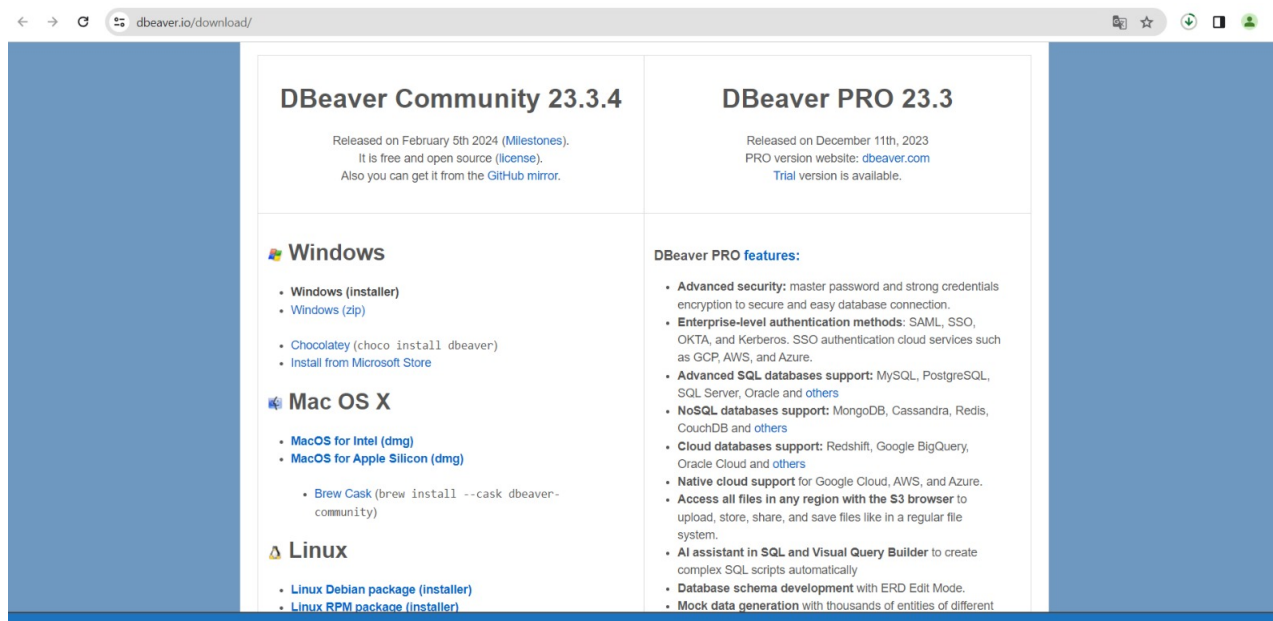 dbeaver.io/download/
DBeaver Community 23.3.4
Released on February 5th 2024 (Milestones).
It is free and open source (license).
Also you can get it from the GitHub mirror.
DBeaver PRO 23.3
Released on December 11th, 2023
PRO version website: dbeaver.com
Trial version is available.
Windows
• Windows (installer)
• Windows (zip)
• Chocolatey (choco install dbeaver)
• Install from Microsoft Store
Mac OS X
• MacOS for Intel (dmg)
• MacOS for Apple Silicon (dmg)
• Brew Cask (brew install --cask dbeaver-
community)
Linux
• Linux Debian package (installer)
• Linux RPM package (installer)
DBeaver PRO features:
• Advanced security: master password and strong credentials
encryption to secure and easy database connection.
• Enterprise-level authentication methods: SAML, SSO,
OKTA, and Kerberos. SSO authentication cloud services such
as GCP, AWS, and Azure.
• Advanced SQL databases support: MySQL, PostgreSQL,
SQL Server, Oracle and others
• NoSQL databases support: MongoDB, Cassandra, Redis,
CouchDB and others
• Cloud databases support: Redshift, Google BigQuery,
Oracle Cloud and others
• Native cloud support for Google Cloud, AWS, and Azure.
• Access all files in any region with the S3 browser to
upload, store, share, and save files like in a regular file
system.
• AI assistant in SQL and Visual Query Builder to create
complex SQL scripts automatically
• Database schema development with ERD Edit Mode.
• Mock data generation with thousands of entities of different